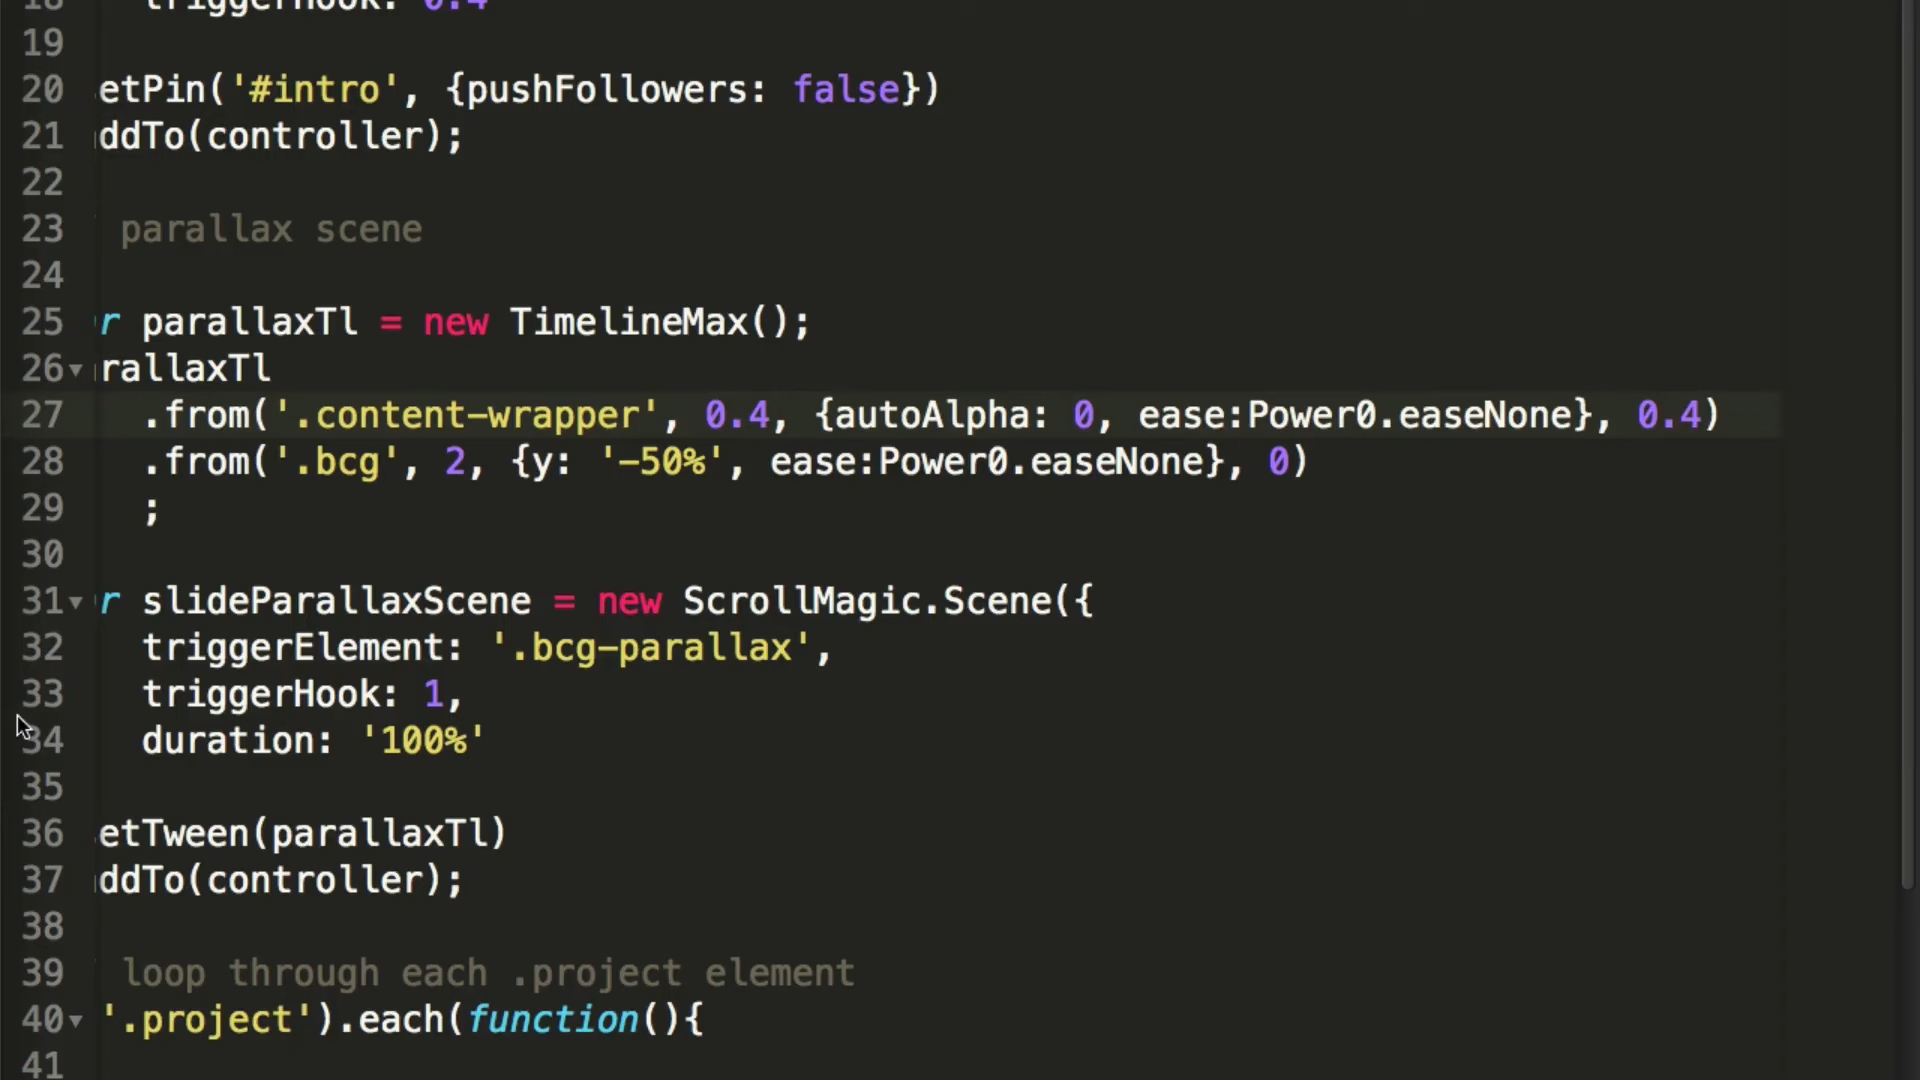 18 triggerHook: 0.4
19
20 etPin('#intro', {pushFollowers: false})
21 ddTo(controller);
22
23 parallax scene
24
25 r parallaxTl = new TimelineMax();
26 rallaxTl
27 .from('.content-wrapper', 0.4, {autoAlpha: 0, ease:Power0.easeNone}, 0.4)
28 .from('.bcg', 2, {y: '-50%', ease:Power0.easeNone}, 0)
29 ;
30
31 r slideParallaxScene = new ScrollMagic.Scene({
32 triggerElement: '.bcg-parallax',
33 triggerHook: 1,
34 duration: '100%'
35
36 etTween(parallaxTl)
37 ddTo(controller);
38
39 loop through each .project element
40 '.project').each(function(){
41